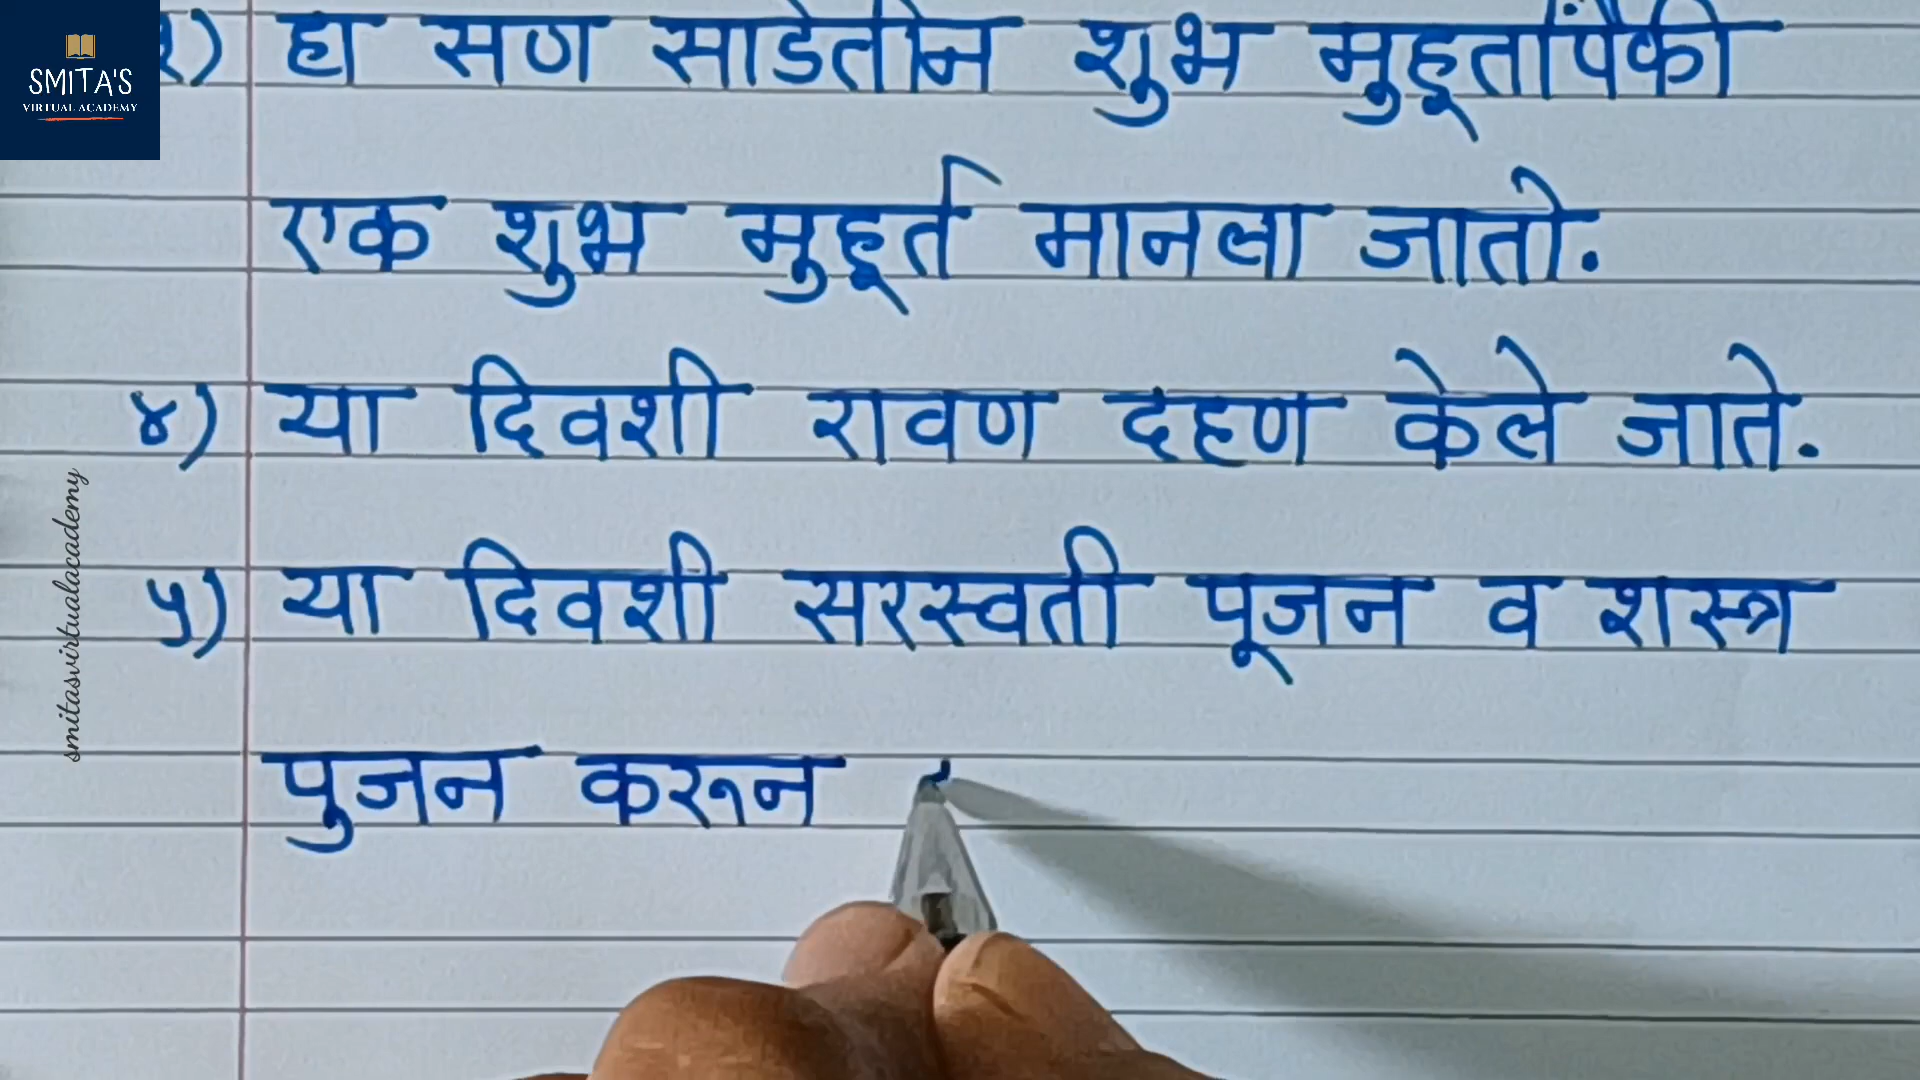 SMITA'S
VIRTUAL ACADEMY
हा सण साडेतीन शुभ मुहूर्तांपैकी
एक शुभ मुहूर्त मानला जातो.
४) या दिवशी रावण दहण केले जाते.
५) या दिवशी सरस्वती पूजन व शस्त्र
पुजन करून
smitasvirtualacademy